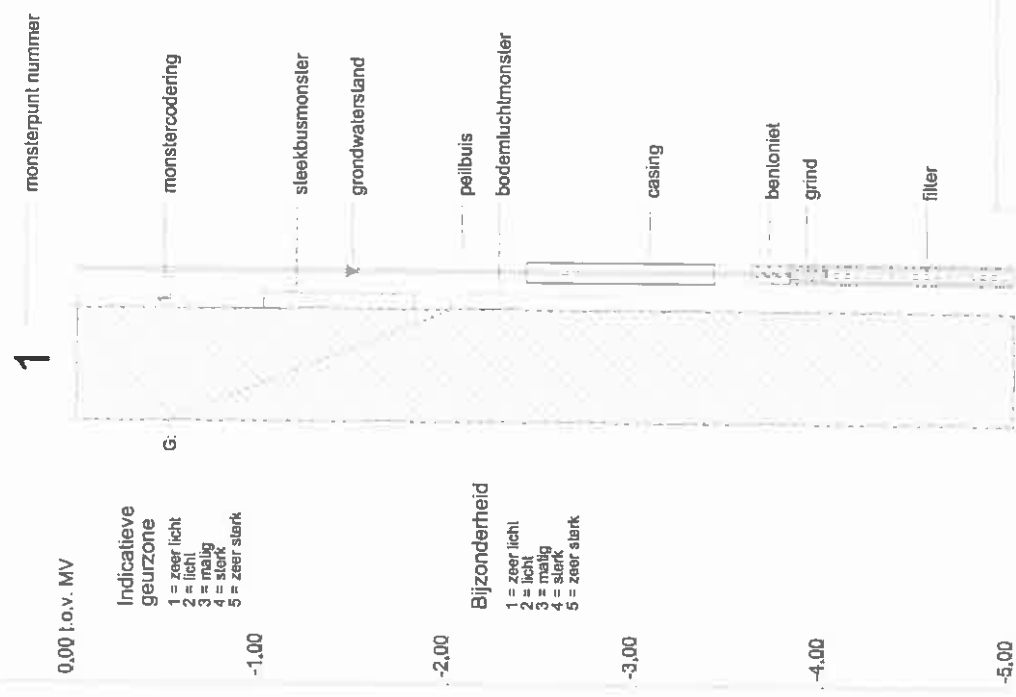 1
monsterpunt nummer
0.00 t.o.v. MV
Indicatieve
geurzone
1 = zeer licht
2 = licht
3 = matig
4 = sterk
5 = zeer sterk
G:
1
monstercodering
-1.00
steekbusmonster
grondwaterstand
-2.00
peilbuis
Bijzonderheid
1 = zeer licht
2 = licht
3 = matig
4 = sterk
5 = zeer sterk
bodemluchtmonster
-3.00
casing
bentoniet
-4.00
grind
filter
-5.00